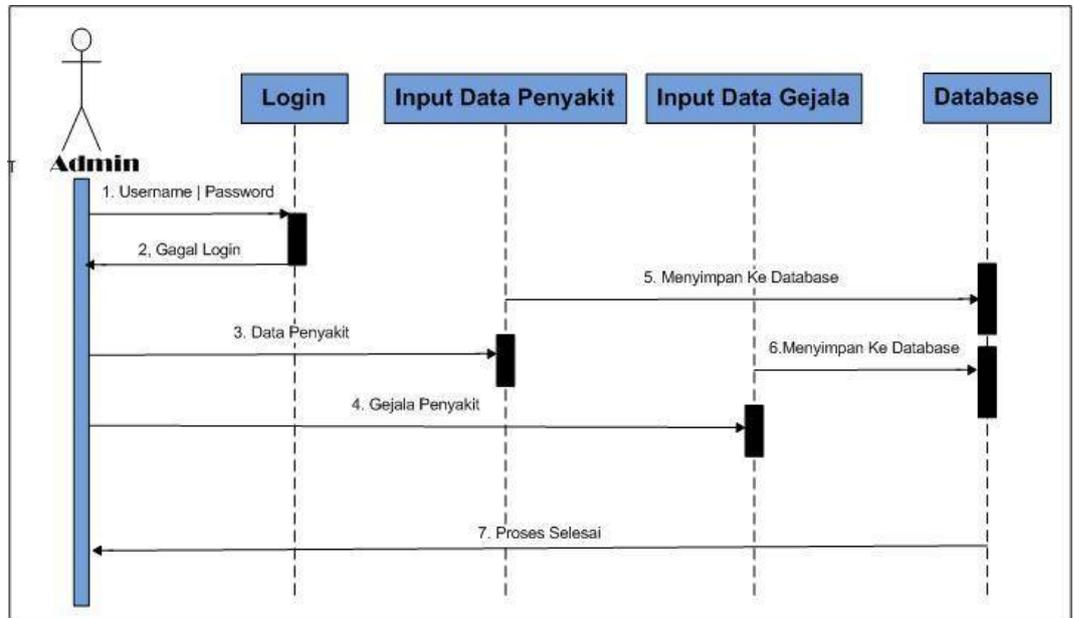 Login
Input Data Penyakit
Input Data Gejala
Database
T
Admin
1. Username | Password
2, Gagal Login
5. Menyimpan Ke Database
3. Data Penyakit
6.Menyimpan Ke Database
4. Gejala Penyakit
7. Proses Selesai